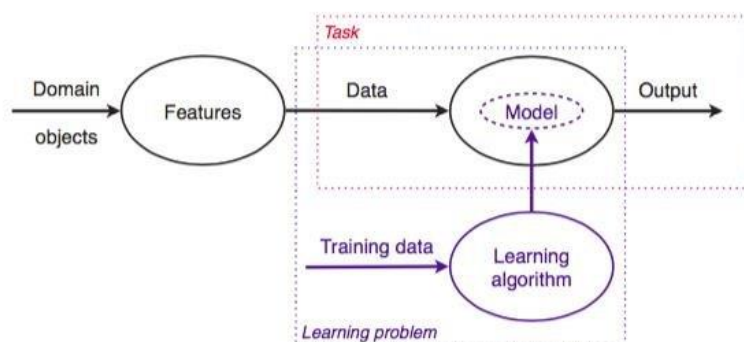 Task
Domain
objects
Features
Data
Model
Output
Training data
Learning
algorithm
Learning problem